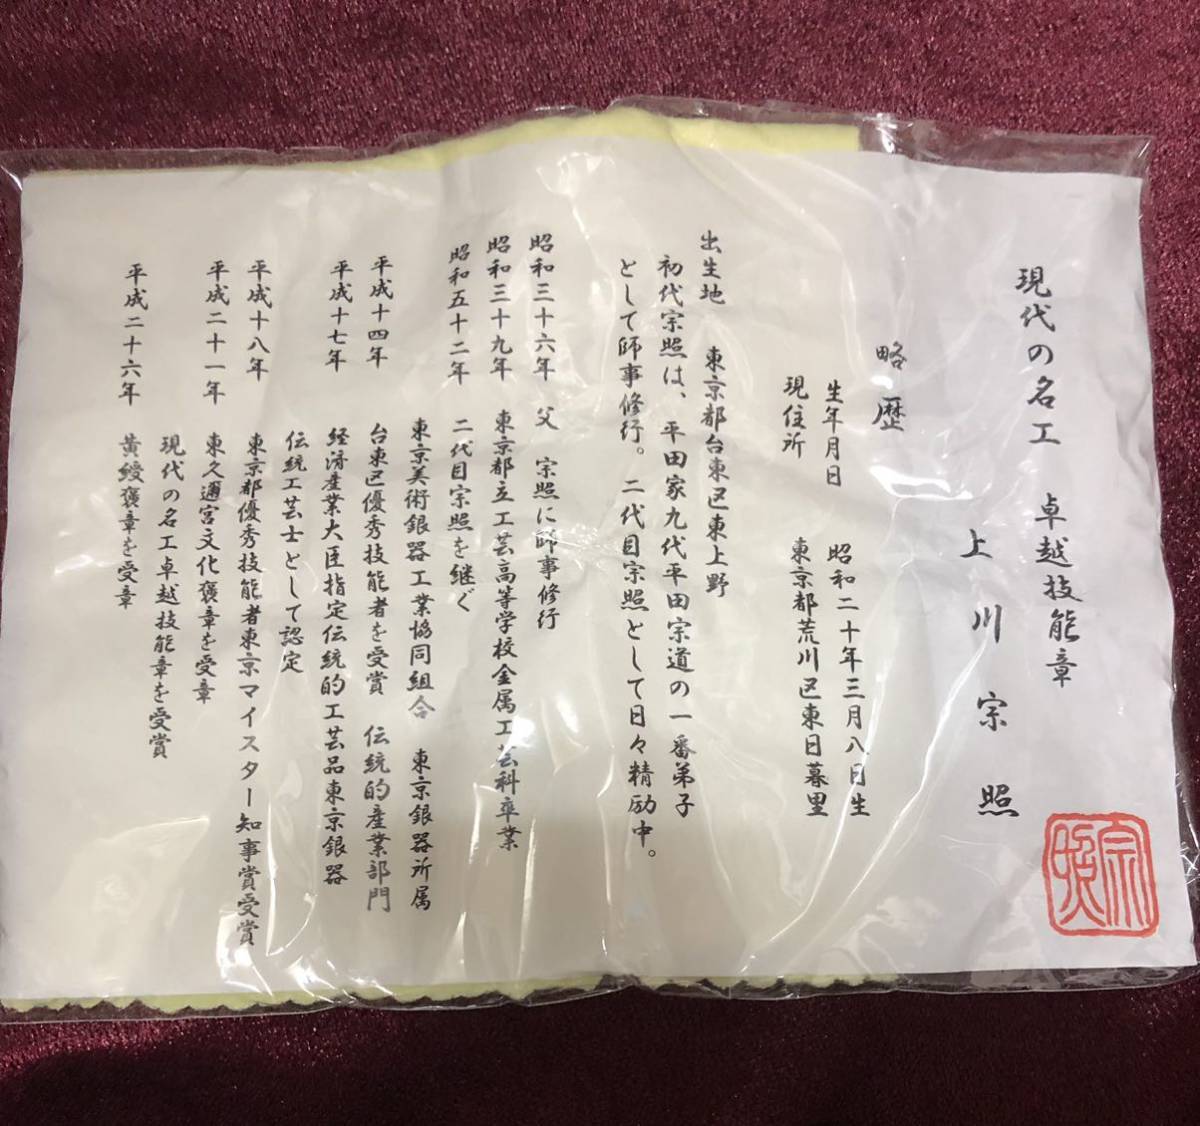 現代の名工　卓越技能章
上川宗照
宗照
略歴
生年月日　昭和二十年三月八日生
現住所　東京都荒川区東日暮里
出生地　東京都台東区東上野
初代宗照は、平田家九代平田宗道の一番弟子
として師事修行。二代目宗照として日々精励中。
昭和三十六年　父　宗照に師事修行
昭和三十九年　東京都立工芸高等学校金属工芸科卒業
昭和五十二年　二代目宗照を継ぐ
東京美術銀器工業協同組合　東京銀器所属
平成十四年　台東区優秀技能者を受賞　伝統的産業部門
平成十七年　経済産業大臣指定伝統的工芸品東京銀器
伝統工芸士として認定
平成十八年　東京都優秀技能者東京マイスター知事賞受賞
平成二十一年　東久邇宮文化褒章を受章
現代の名工卓越技能章を受賞
平成二十六年　黄綬褒章を受章